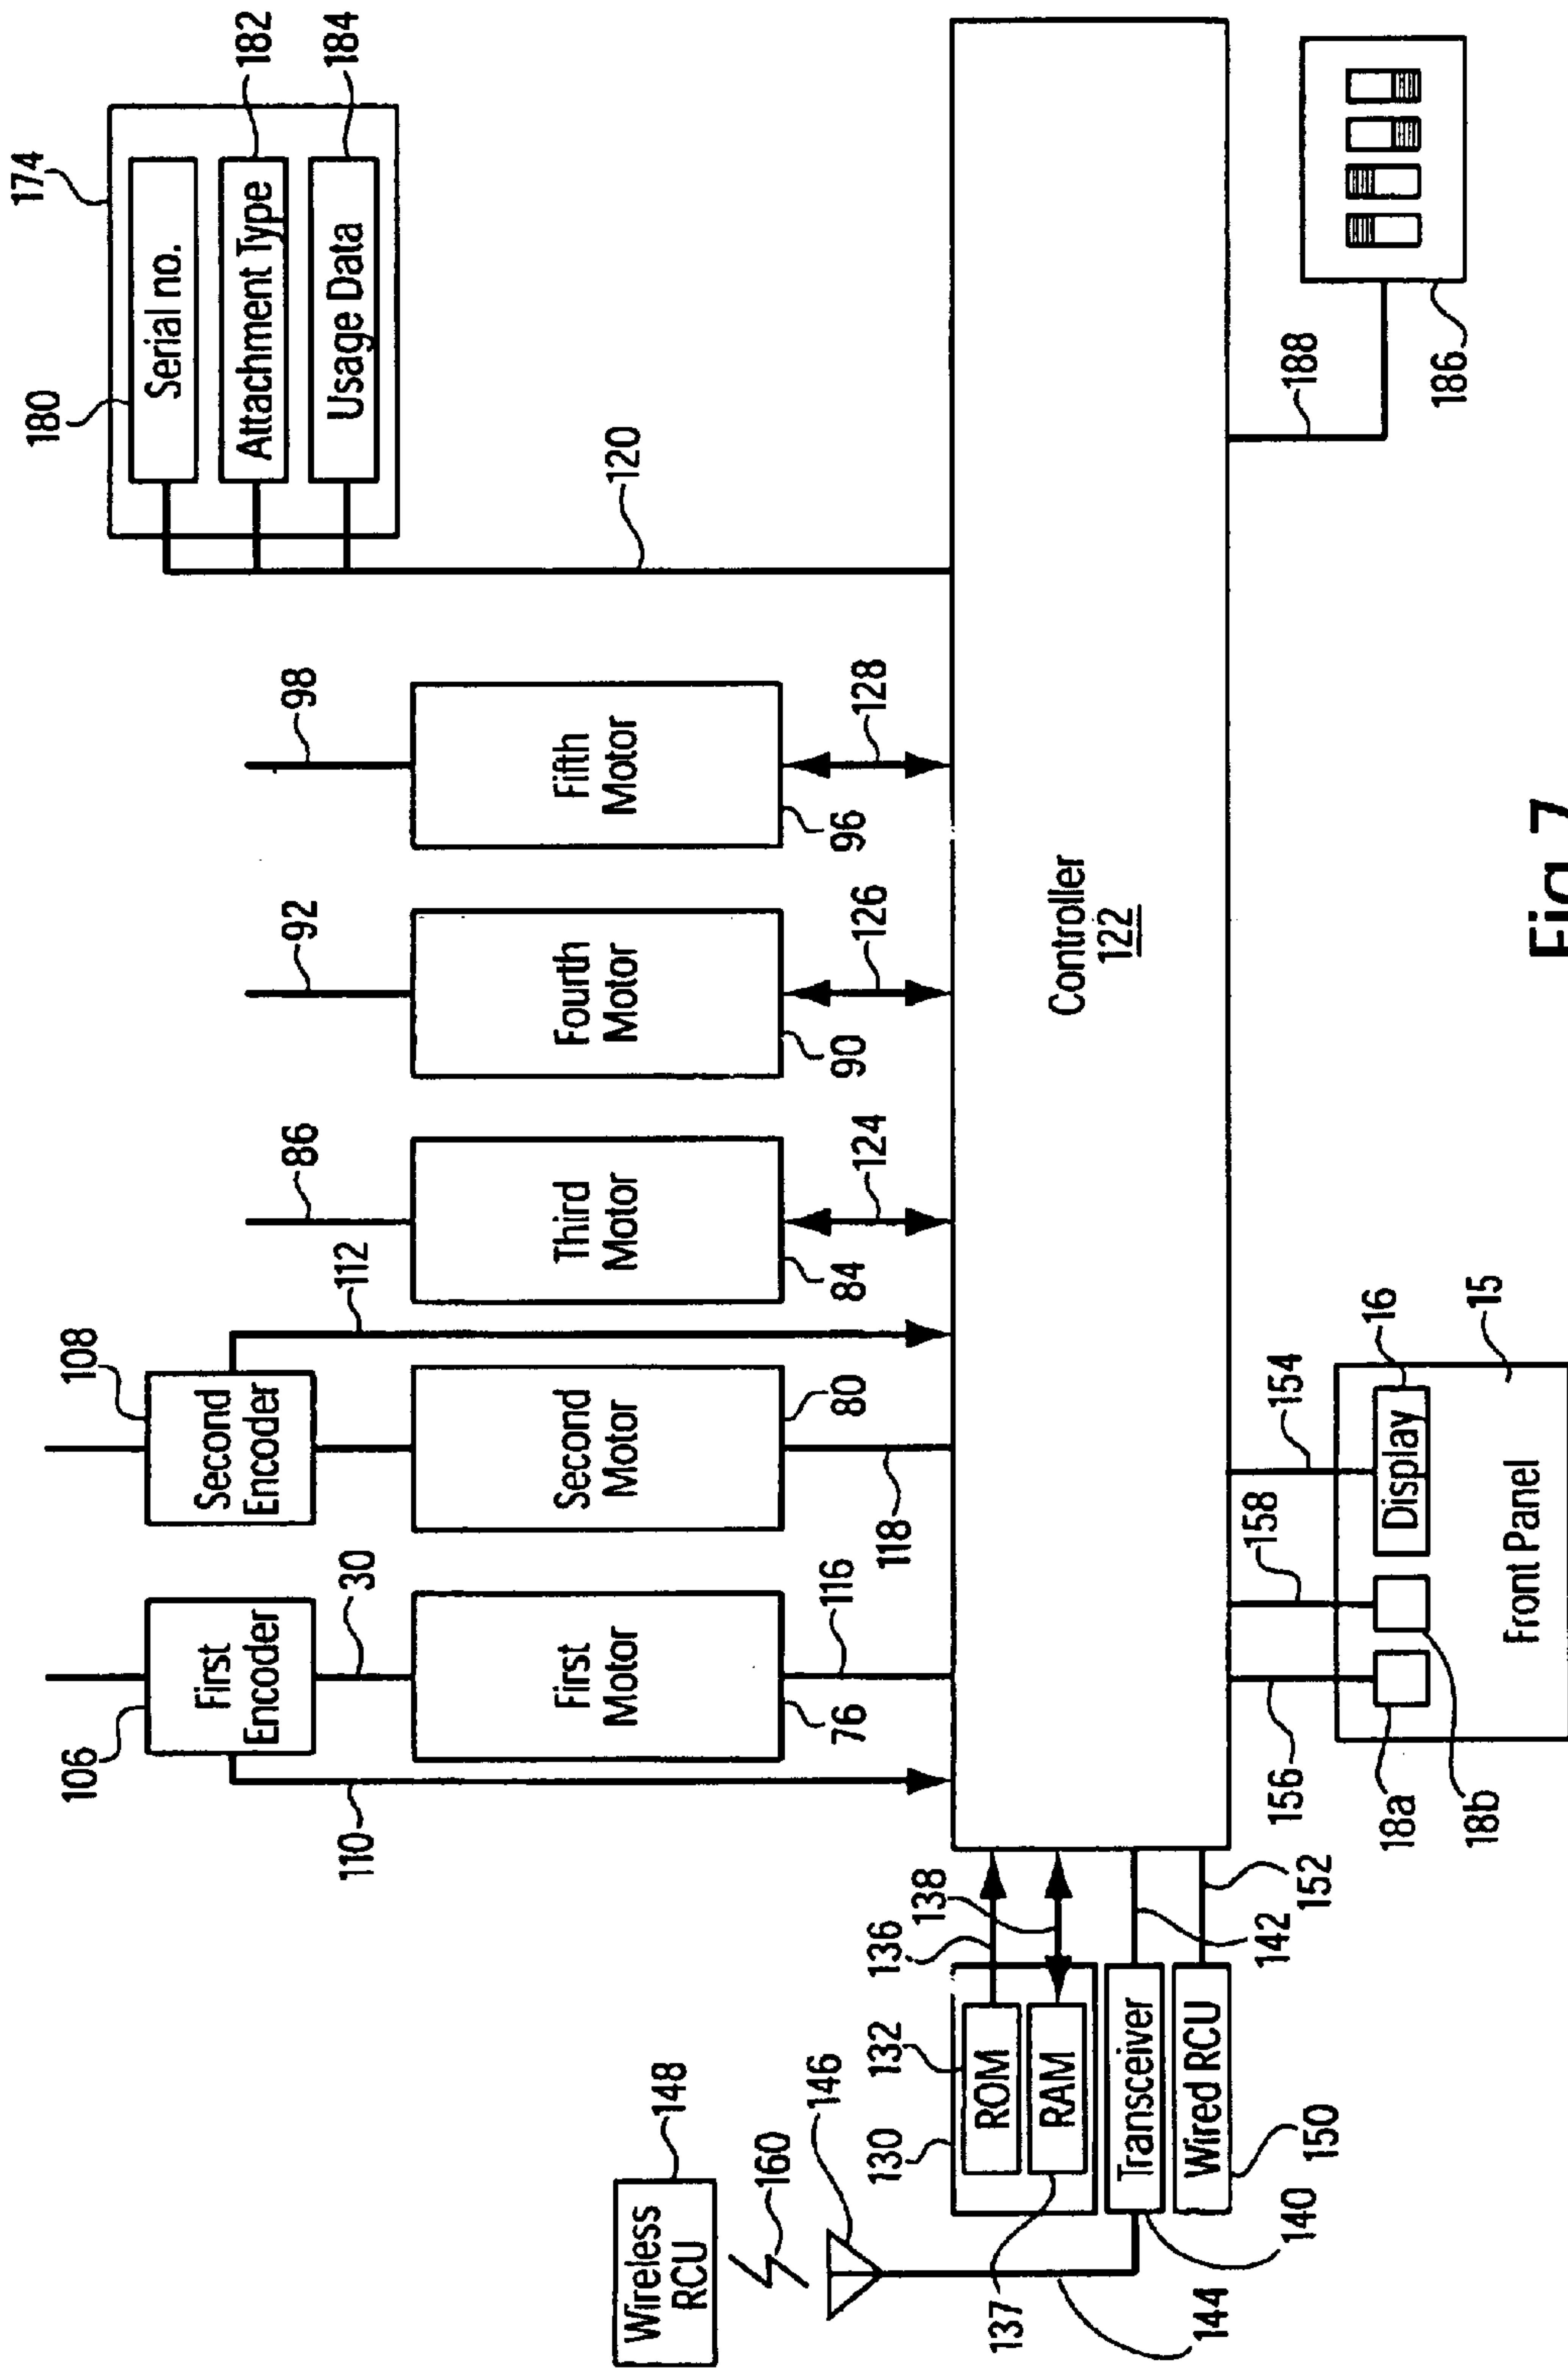 174
180
Serial no.
182
Attachment Type
184
Usage Data
120
106
First
Encoder
108
Second
Encoder
110
30
112
86
92
98
First
Motor
Second
Motor
Third
Motor
Fourth
Motor
Fifth
Motor
76
116
118
80
84
124
90
126
96
128
Wireless
RCU
148
160
146
130
132
136
138
ROM
RAM
137
Transceiver
Wired RCU
144
140
150
142
152
Controller
122
156
158
154
188
186
18a
18b
Display
16
15
Front Panel
Fig.7